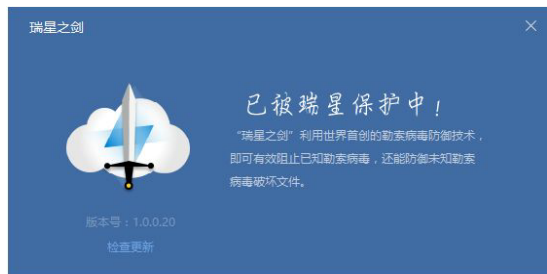 瑞星之剑
已被瑞星保护中！
“瑞星之剑”利用世界首创的勒索病毒防御技术，
即可有效阻止已知勒索病毒，还能防御未知勒索
病毒破坏文件。
版本号：1.0.0.20
检查更新